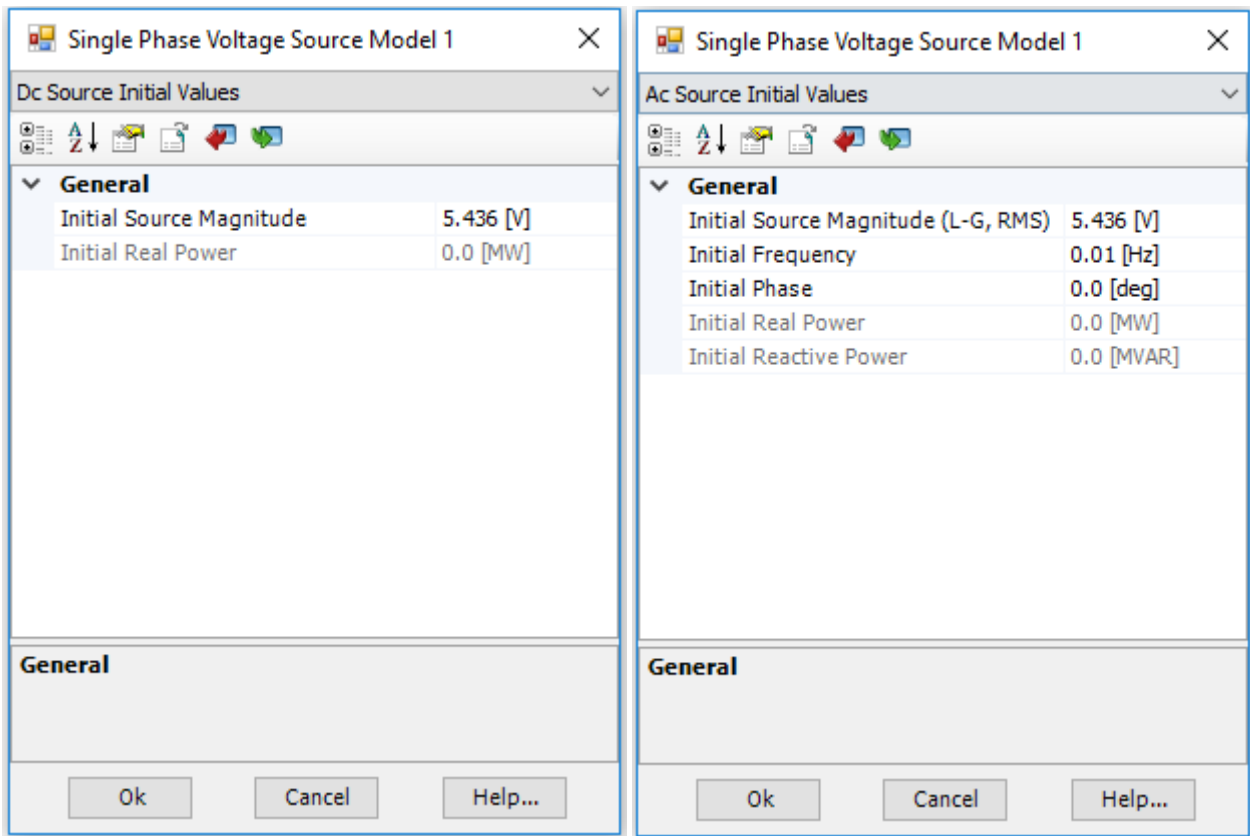 Single Phase Voltage Source Model 1
Dc Source Initial Values
General
Initial Source Magnitude 5.436 [V]
Initial Real Power 0.0 [MW]
General
Ok Cancel Help...
Single Phase Voltage Source Model 1
Ac Source Initial Values
General
Initial Source Magnitude (L-G, RMS) 5.436 [V]
Initial Frequency 0.01 [Hz]
Initial Phase 0.0 [deg]
Initial Real Power 0.0 [MW]
Initial Reactive Power 0.0 [MVAR]
General
Ok Cancel Help...